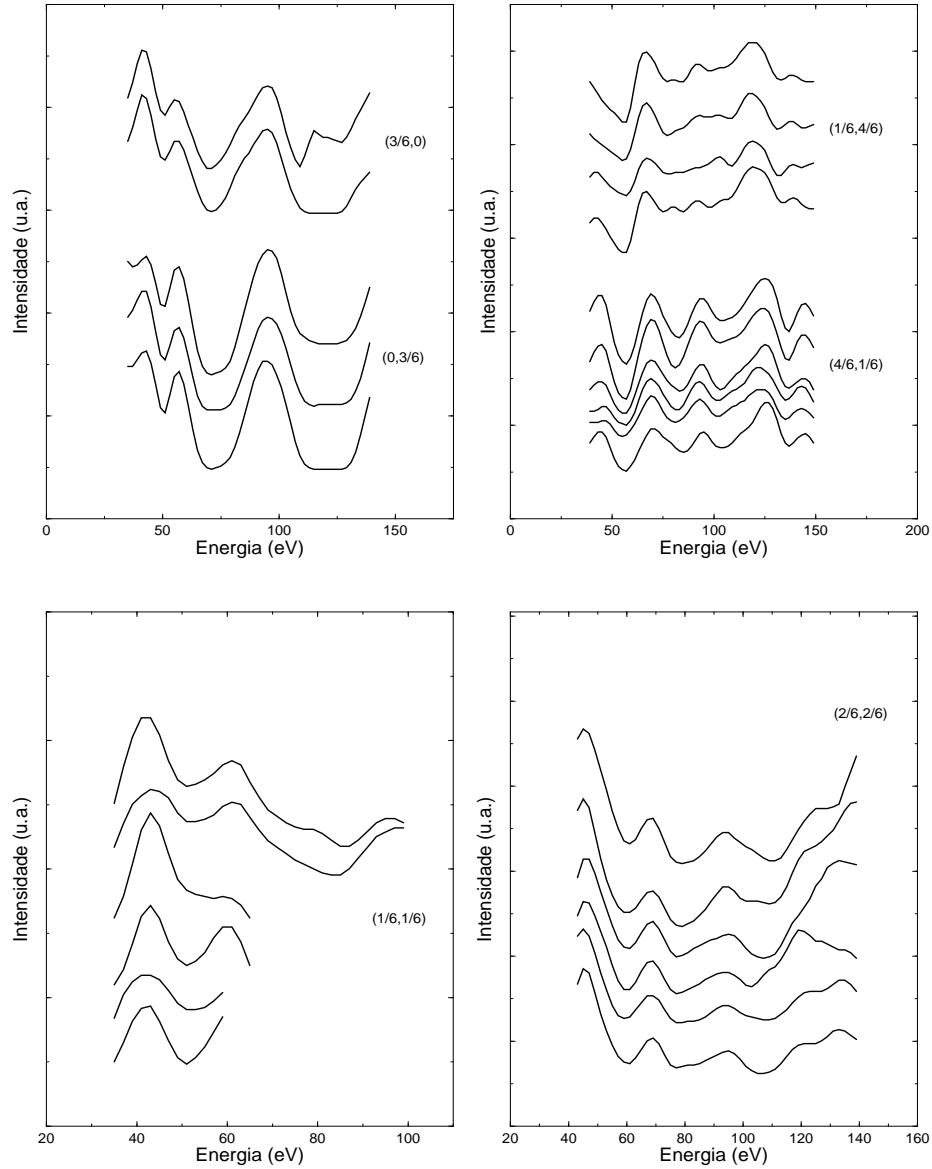 Intensidade (u.a.)
(3/6,0)
(0,3/6)
0 50 100 150
Energia (eV)
Intensidade (u.a.)
(1/6,4/6)
(4/6,1/6)
0 50 100 150 200
Energia (eV)
Intensidade (u.a.)
(1/6,1/6)
20 40 60 80 100
Energia (eV)
Intensidade (u.a.)
(2/6,2/6)
20 40 60 80 100 120 140 160
Energia (eV)